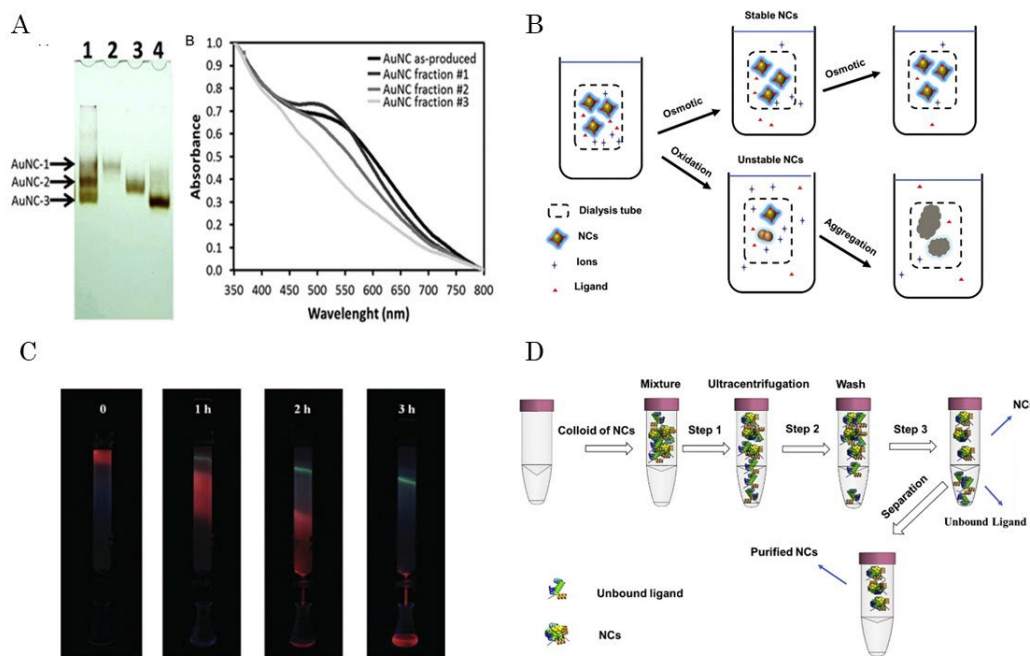 A
1 2 3 4
AuNC-1
AuNC-2
AuNC-3
B
1.0
0.9
0.8
0.7
0.6
0.5
0.4
0.3
0.2
0.1
0.0
Absorbance
AuNC as-produced
AuNC fraction #1
AuNC fraction #2
AuNC fraction #3
350 400 450 500 550 600 650 700 750 800
Wavelenght (nm)
B
Stable NCs
Osmotic
Osmotic
Oxidation
Unstable NCs
Aggregation
Dialysis tube
NCs
Ions
Ligand
C
0
1 h
2 h
3 h
D
Mixture
Ultracentrifugation
Wash
Colloid of NCs
Step 1
Step 2
Step 3
NC
Separation
Unbound Ligand
Purified NCs
Unbound ligand
NCs